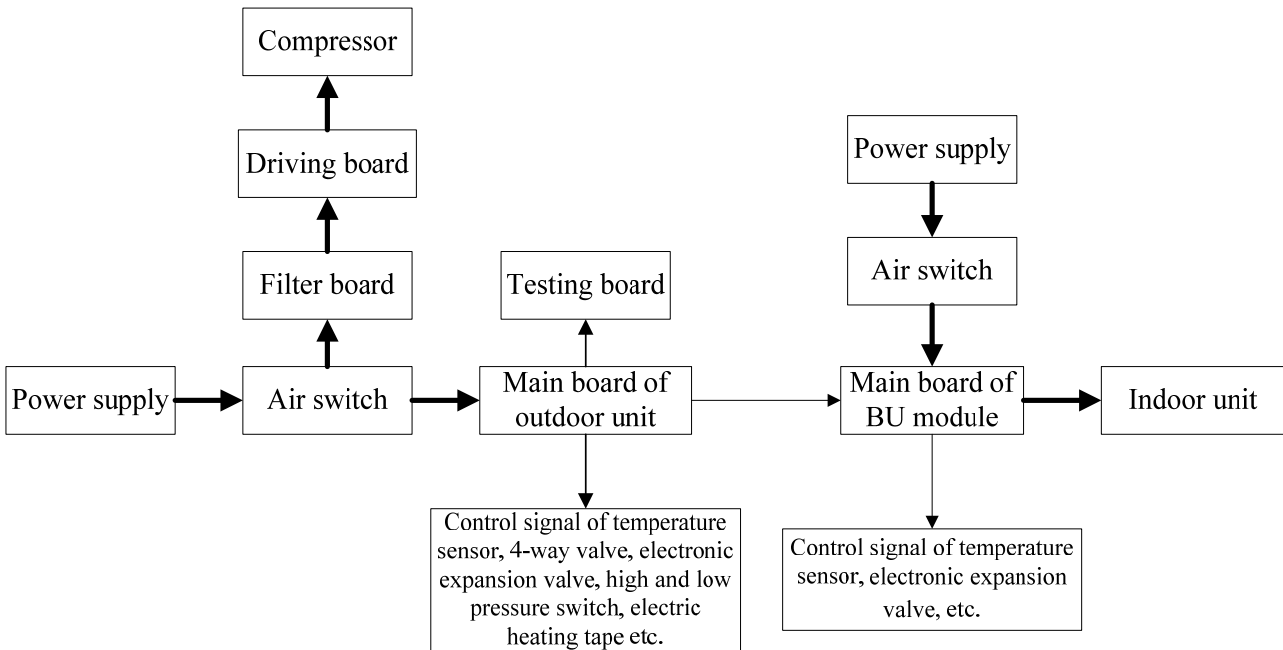 Compressor
Driving board
Power supply
Filter board
Testing board
Air switch
Power supply
Air switch
Main board of
outdoor unit
Main board of
BU module
Indoor unit
Control signal of temperature
sensor, 4-way valve, electronic
expansion valve, high and low
pressure switch, electric
heating tape etc.
Control signal of temperature
sensor, electronic expansion
valve, etc.